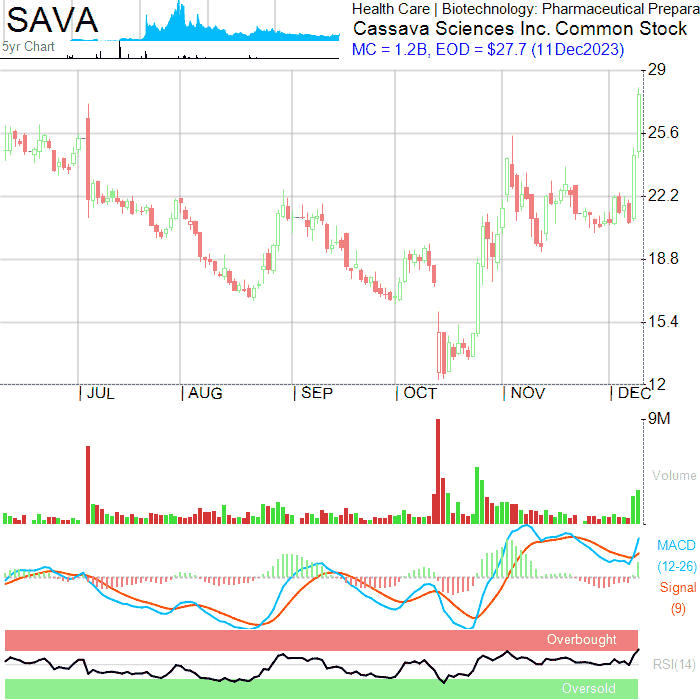 SAVA
5yr Chart
Health Care | Biotechnology: Pharmaceutical Prepara
Cassava Sciences Inc. Common Stock
MC = 1.2B, EOD = $27.7 (11Dec2023)
29
25.6
22.2
18.8
15.4
12
JUL AUG SEP OCT NOV DEC
9M
Volume
MACD
(12-26)
Signal
(9)
Overbought
RSI(14)
Oversold